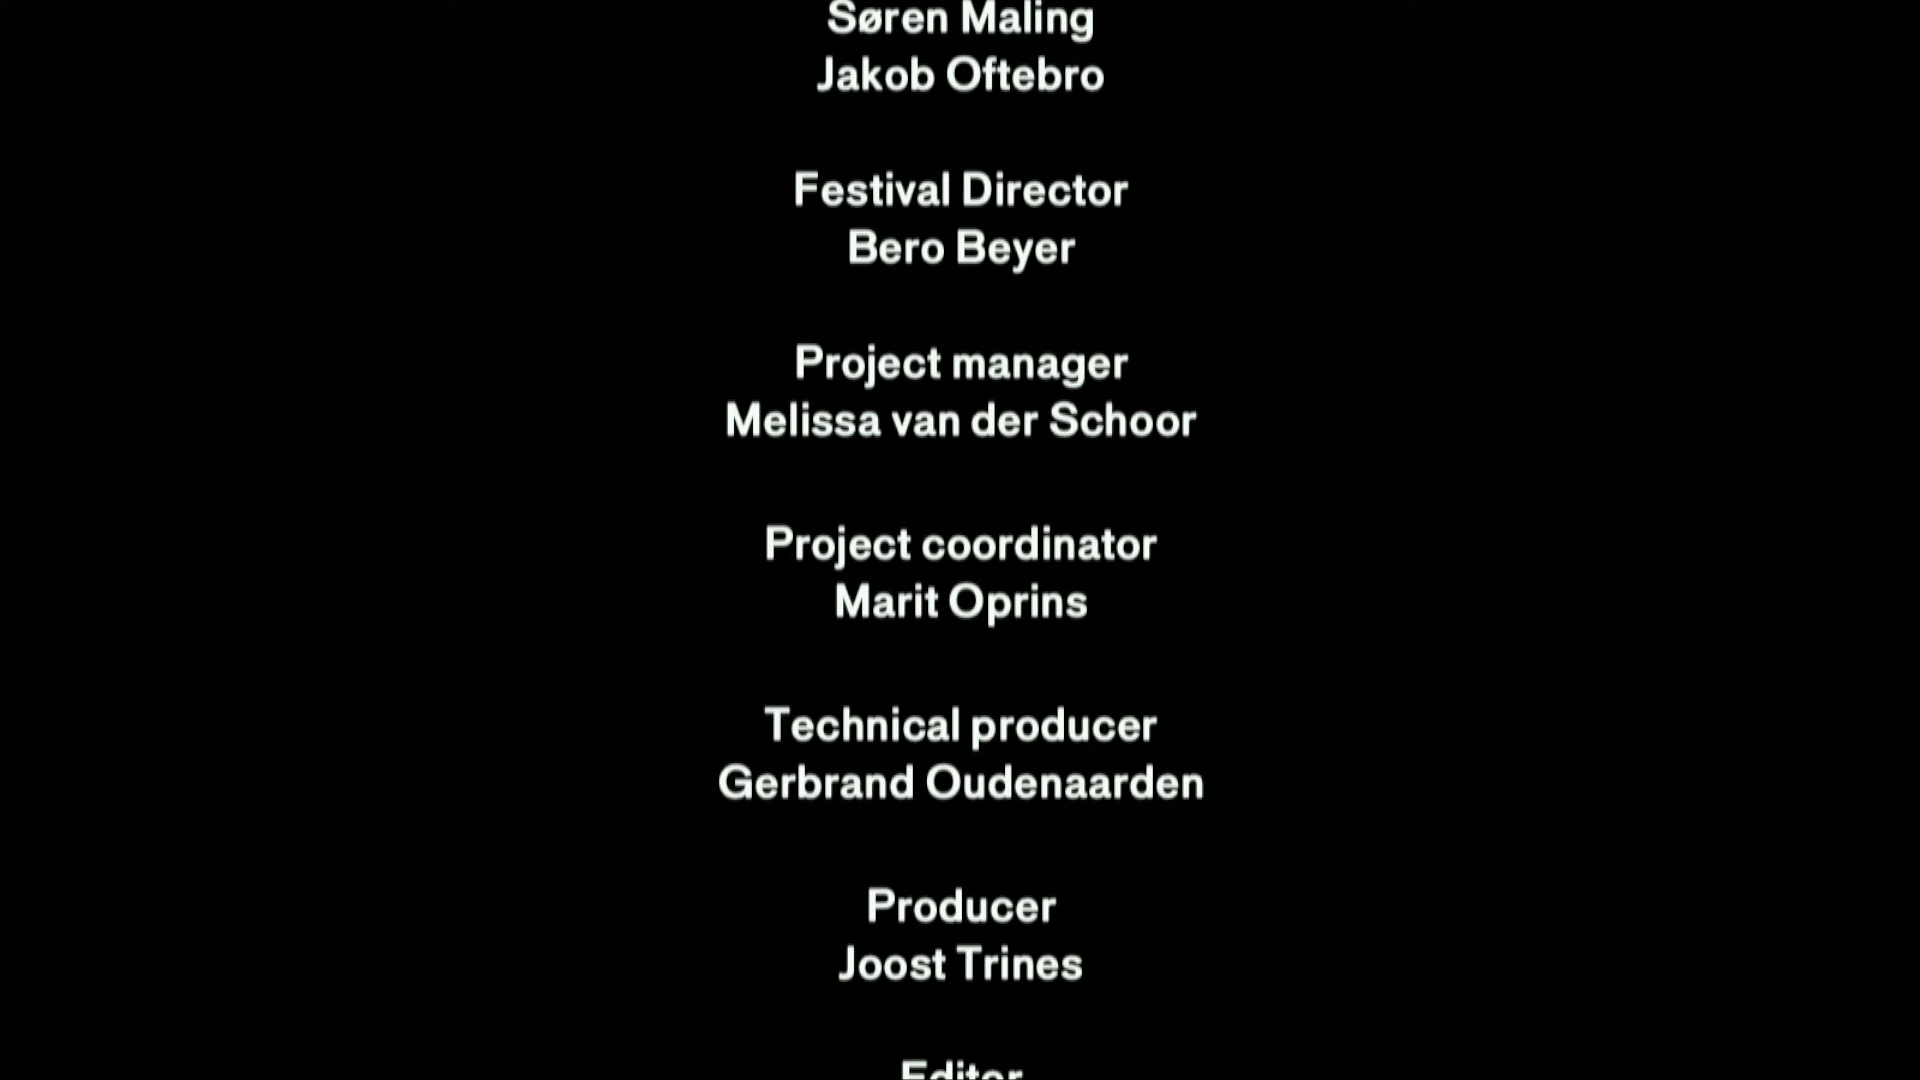 Søren Maling
Jakob Oftebro
Festival Director
Bero Beyer
Project manager
Melissa van der Schoor
Project coordinator
Marit Oprins
Technical producer
Gerbrand Oudenaarden
Producer
Joost Trines
Editor